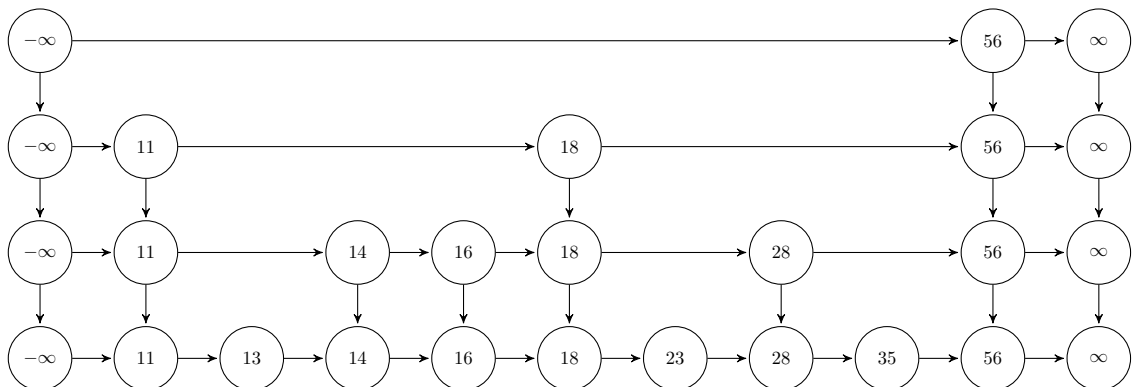 −∞ 56 ∞
−∞ 11 18 56 ∞
−∞ 11 14 16 18 28 56 ∞
−∞ 11 13 14 16 18 23 28 35 56 ∞